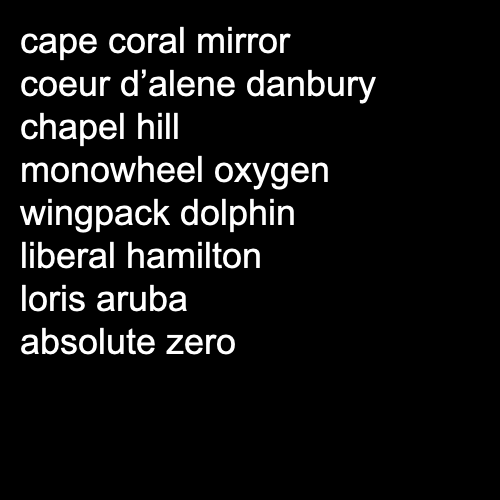 cape coral mirror
coeur d’alene danbury
chapel hill
monowheel oxygen
wingpack dolphin
liberal hamilton
loris aruba
absolute zero